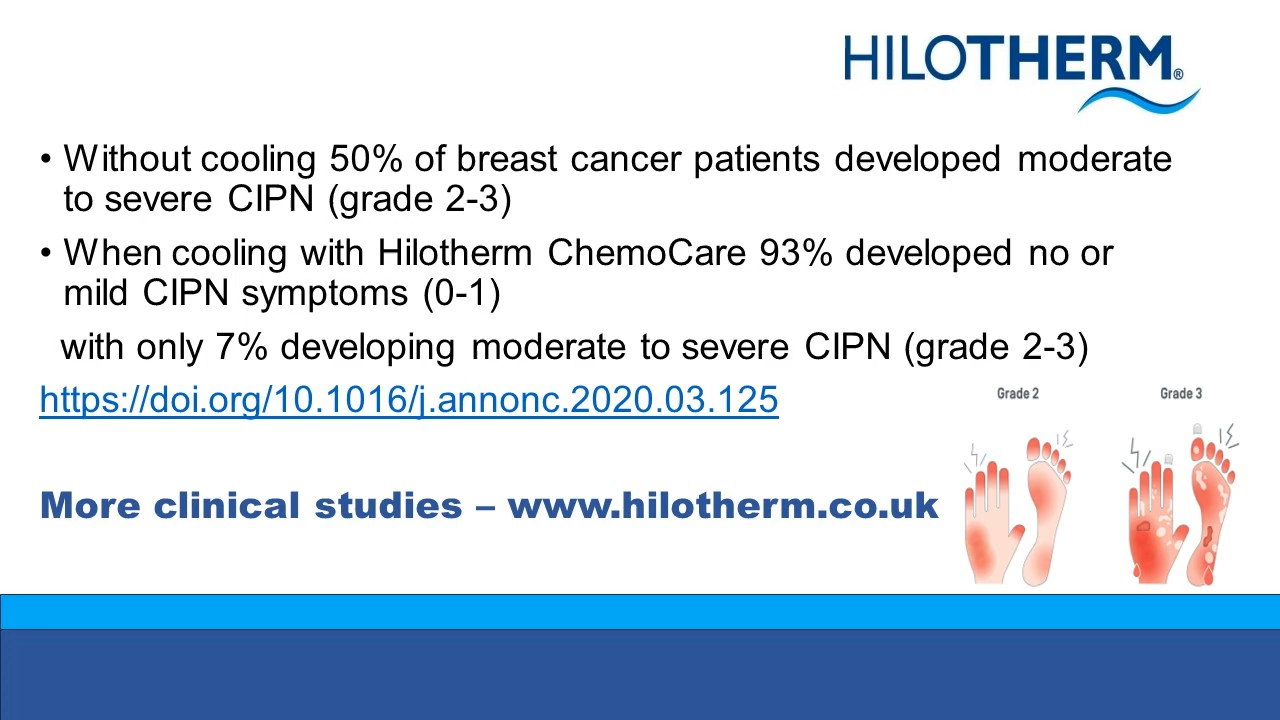 HILOTHERM®
• Without cooling 50% of breast cancer patients developed moderate
to severe CIPN (grade 2-3)
• When cooling with Hilotherm ChemoCare 93% developed no or
mild CIPN symptoms (0-1)
with only 7% developing moderate to severe CIPN (grade 2-3)
https://doi.org/10.1016/j.annonc.2020.03.125
Grade 2 Grade 3
More clinical studies – www.hilotherm.co.uk